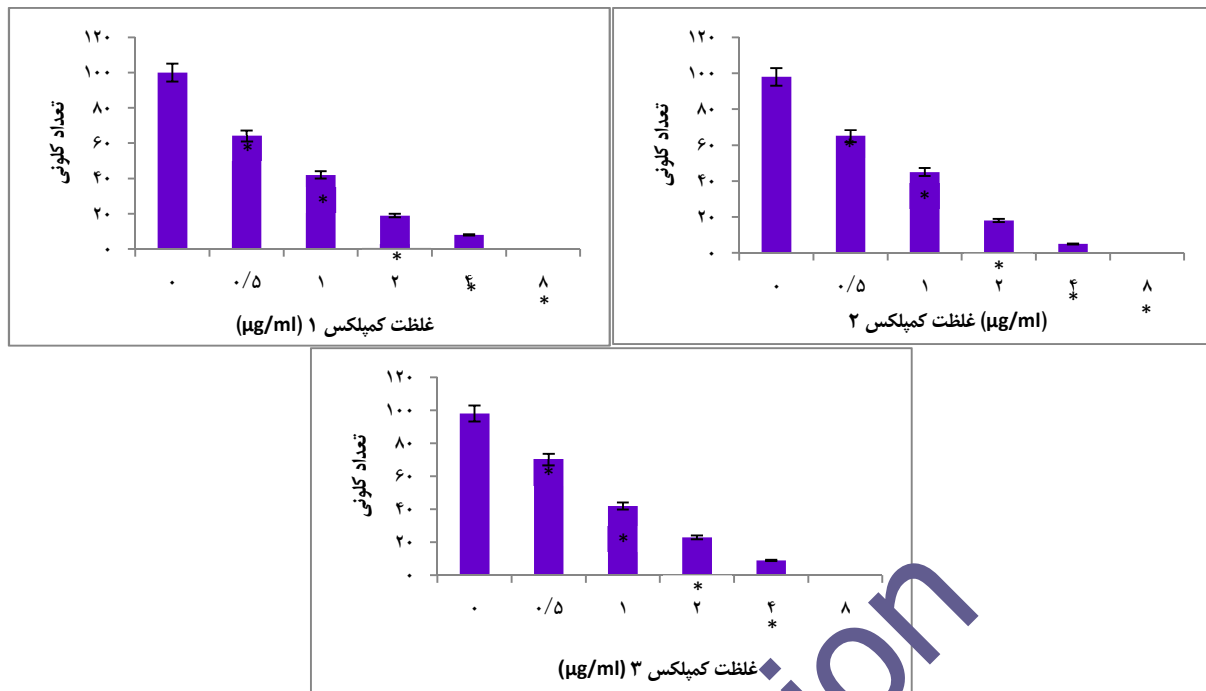 تعداد کلونی
۱۲۰
۱۰۰
۸۰
۶۰
۴۰
۲۰
۰
* * * * *
۰ ۰/۵ ۱ ۲ ۴ ۸
غلظت کمپلکس ۱ (µg/ml)
تعداد کلونی
۱۲۰
۱۰۰
۸۰
۶۰
۴۰
۲۰
۰
* * * * *
۰ ۰/۵ ۱ ۲ ۴ ۸
غلظت کمپلکس ۲ (µg/ml)
تعداد کلونی
۱۲۰
۱۰۰
۸۰
۶۰
۴۰
۲۰
۰
* * * *
۰ ۰/۵ ۱ ۲ ۴ ۸
غلظت کمپلکس ۳ (µg/ml)
ion